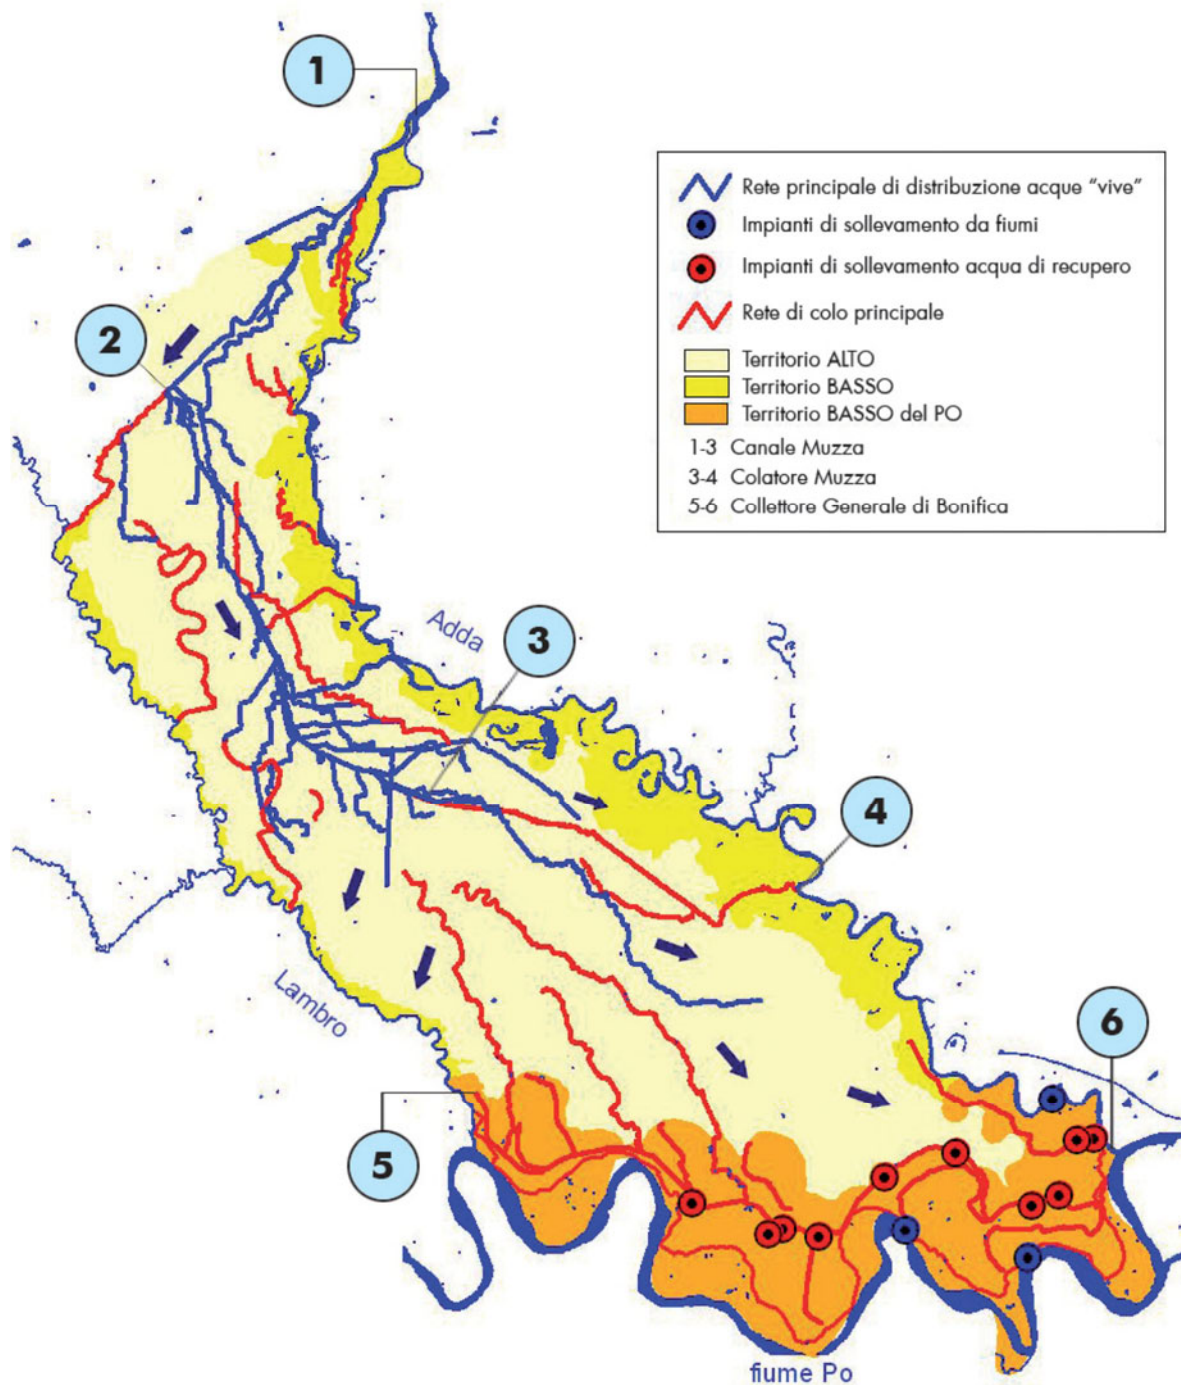 1
Rete principale di distribuzione acque "vive"
Impianti di sollevamento da fiumi
Impianti di sollevamento acqua di recupero
Rete di colo principale
2
Territorio ALTO
Territorio BASSO
Territorio BASSO del PO
1-3 Canale Muzza
3-4 Colatore Muzza
5-6 Collettore Generale di Bonifica
Adda
3
4
Lambro
6
5
fiume Po